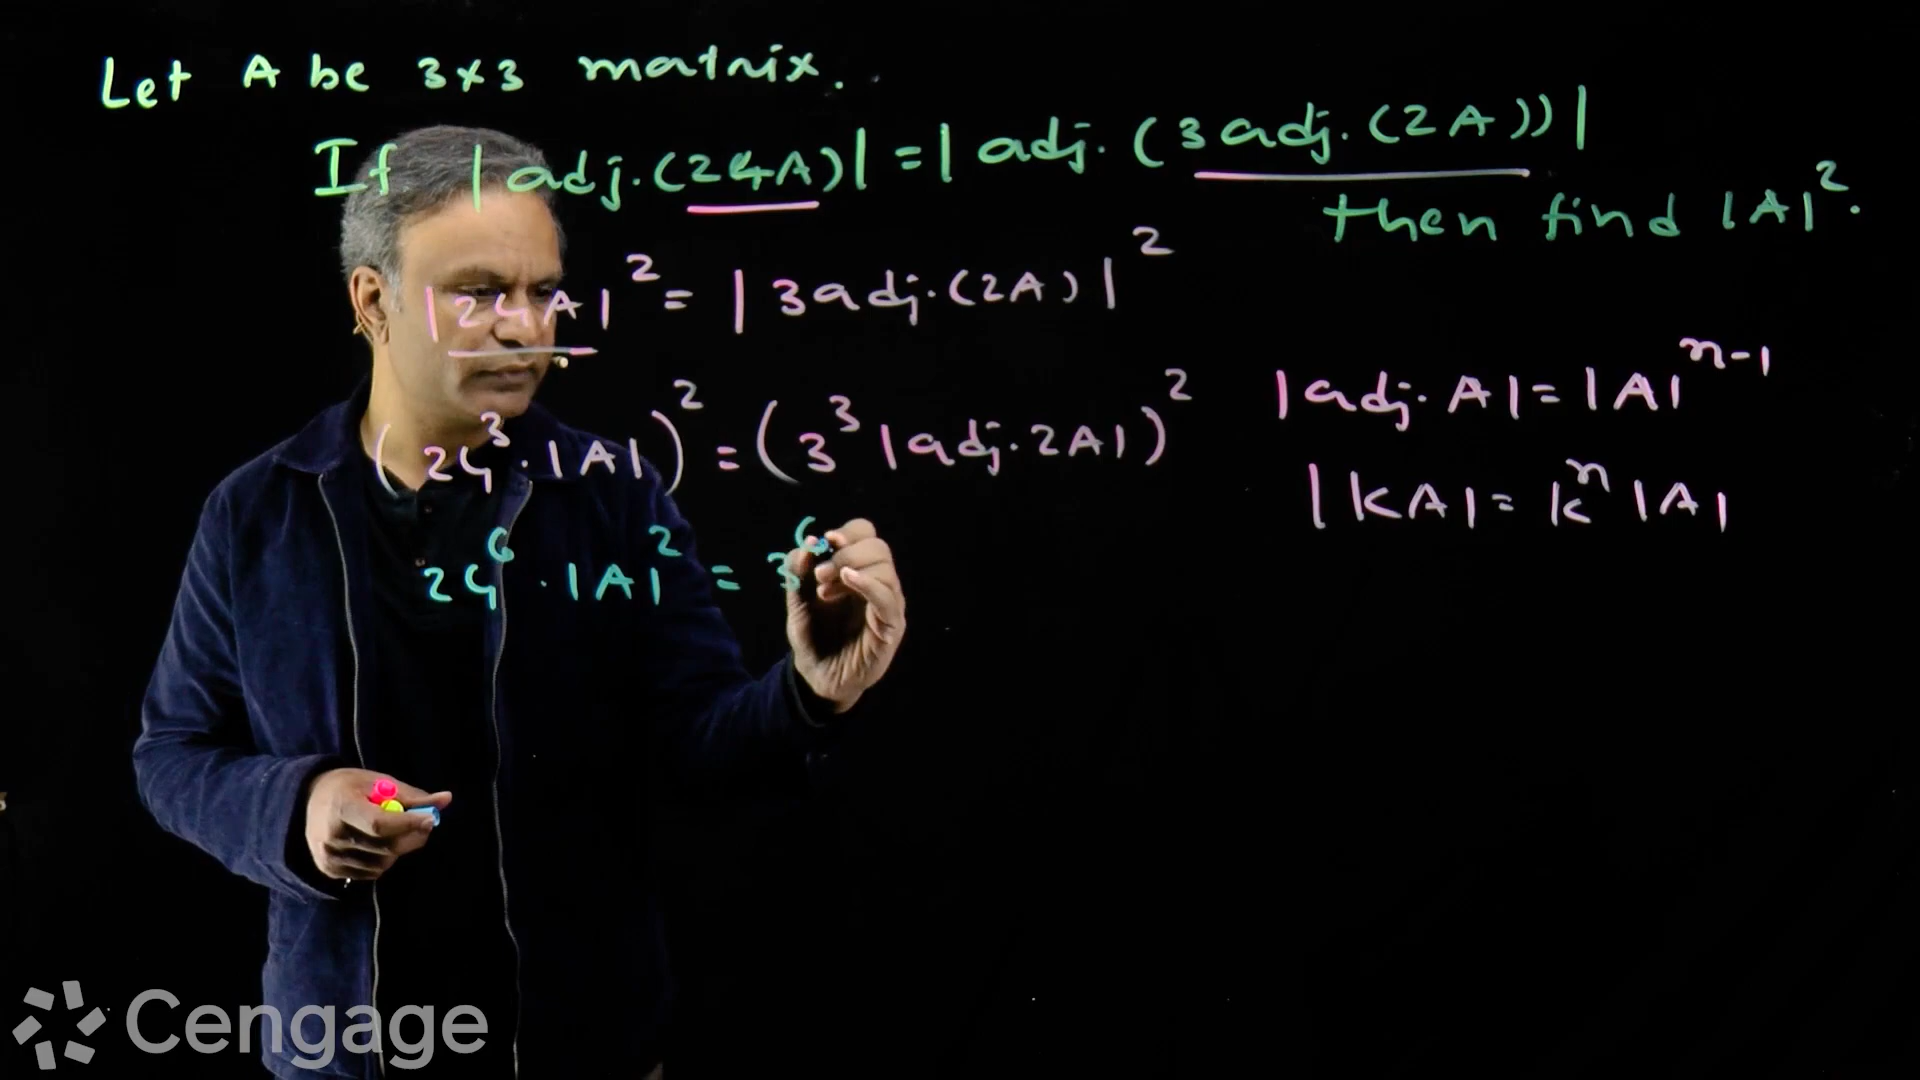 Let A be 3×3 matrix.
If |adj.(24A)| = |adj.(3adj.(2A))|
then find |A|².
|24A|² = |3adj.(2A)|²
|adj.A| = |A|ⁿ⁻¹
(24³.|A|)² = (3³|adj.2A|)²
|KA| = Kⁿ|A|
24⁶.|A|² = 3⁶
Cengage